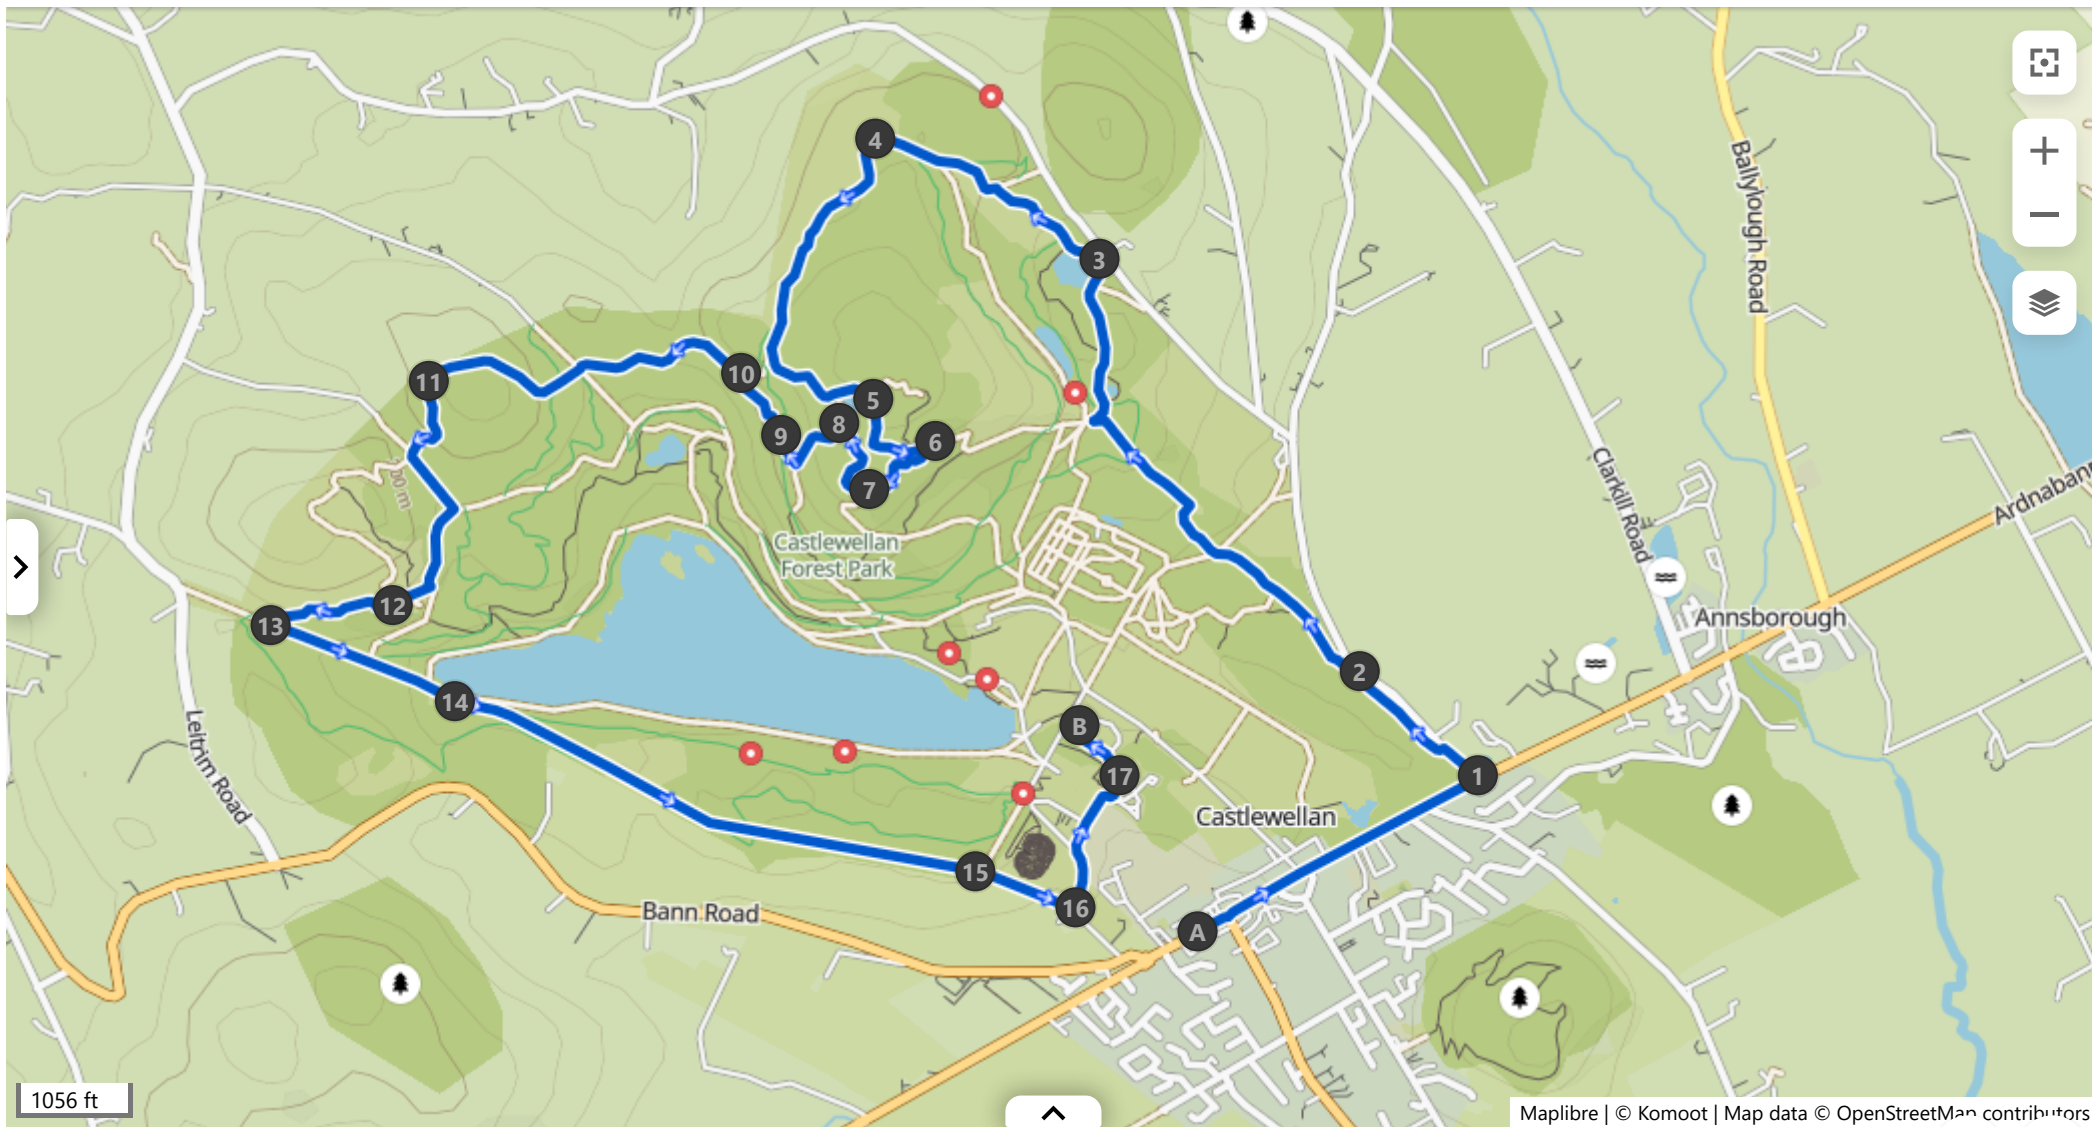 4
3
Ballylough Road
11
10
5
8
9
6
7
100 m
Clarkill Road
Ardnabann
Castlewellan
Forest Park
12
13
Annsborough
2
14
Leitrim Road
B
17
1
Castlewellan
15
16
Bann Road
A
1056 ft
Maplibre | © Komoot | Map data © OpenStreetMap contributors